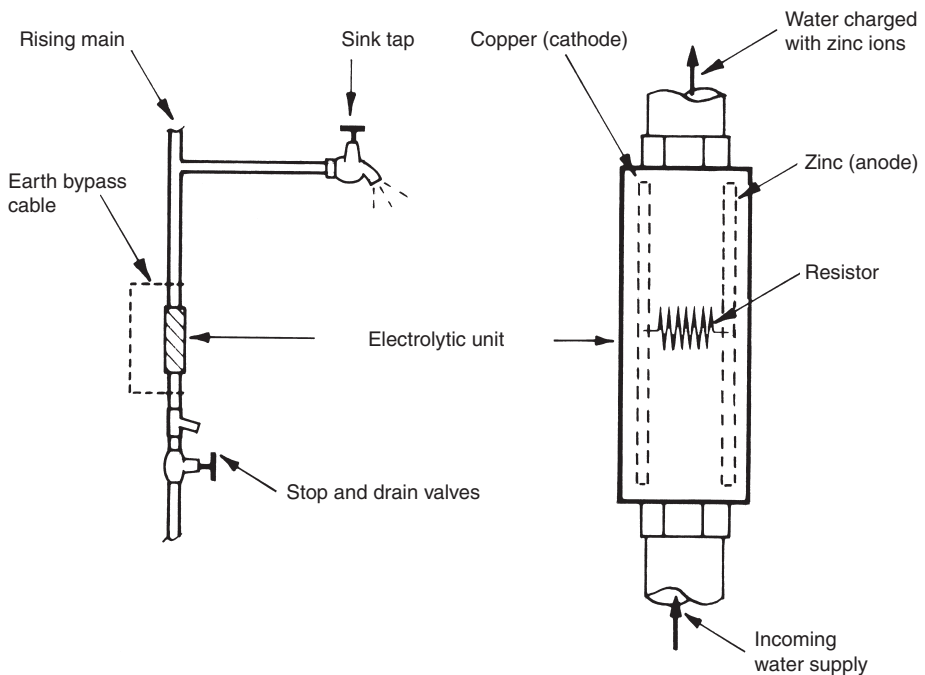 Rising main
Sink tap
Copper (cathode)
Water charged
with zinc ions
Earth bypass
cable
Zinc (anode)
Resistor
Electrolytic unit
Stop and drain valves
Incoming
water supply